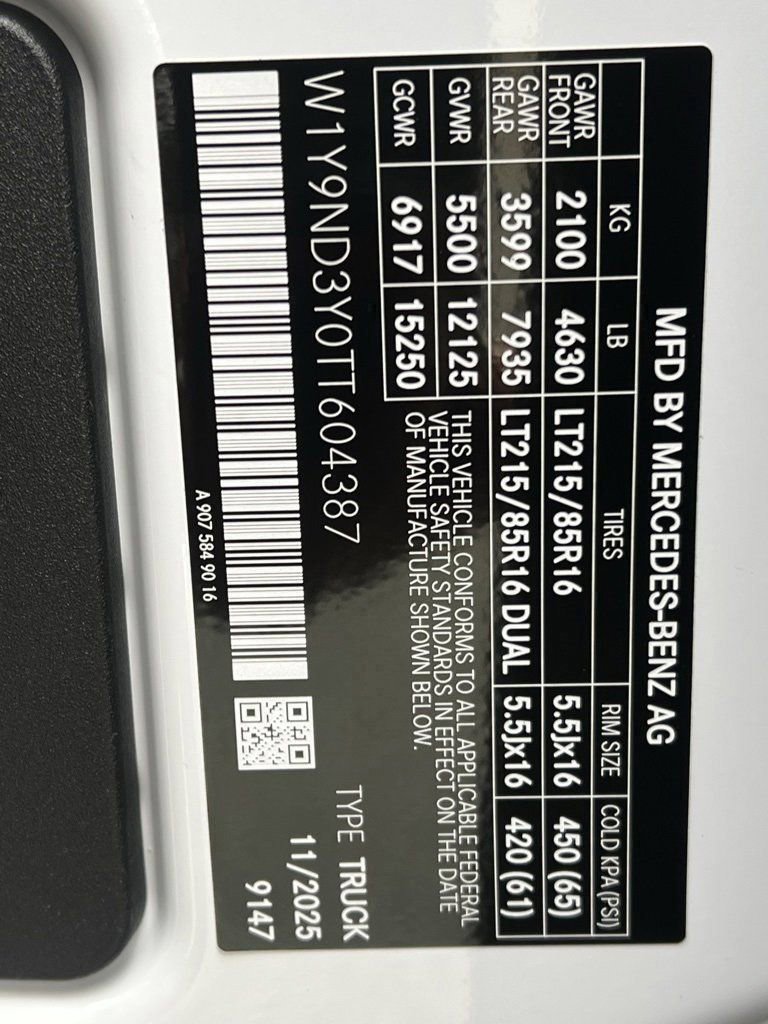 MFD BY MERCEDES-BENZ AG
KG LB TIRES RIM SIZE COLD KPA (PSI)
GAWR FRONT 2100 4630 LT215/85R16 5.5Jx16 450 (65)
GAWR REAR 3599 7935 LT215/85R16 DUAL 5.5Jx16 420 (61)
GVWR 5500 12125
GCWR 6917 15250
THIS VEHICLE CONFORMS TO ALL APPLICABLE FEDERAL
VEHICLE SAFETY STANDARDS IN EFFECT ON THE DATE
OF MANUFACTURE SHOWN BELOW.
W1Y9ND3Y0TT604387
TYPE TRUCK
11/2025
9147
A 907 584 90 16